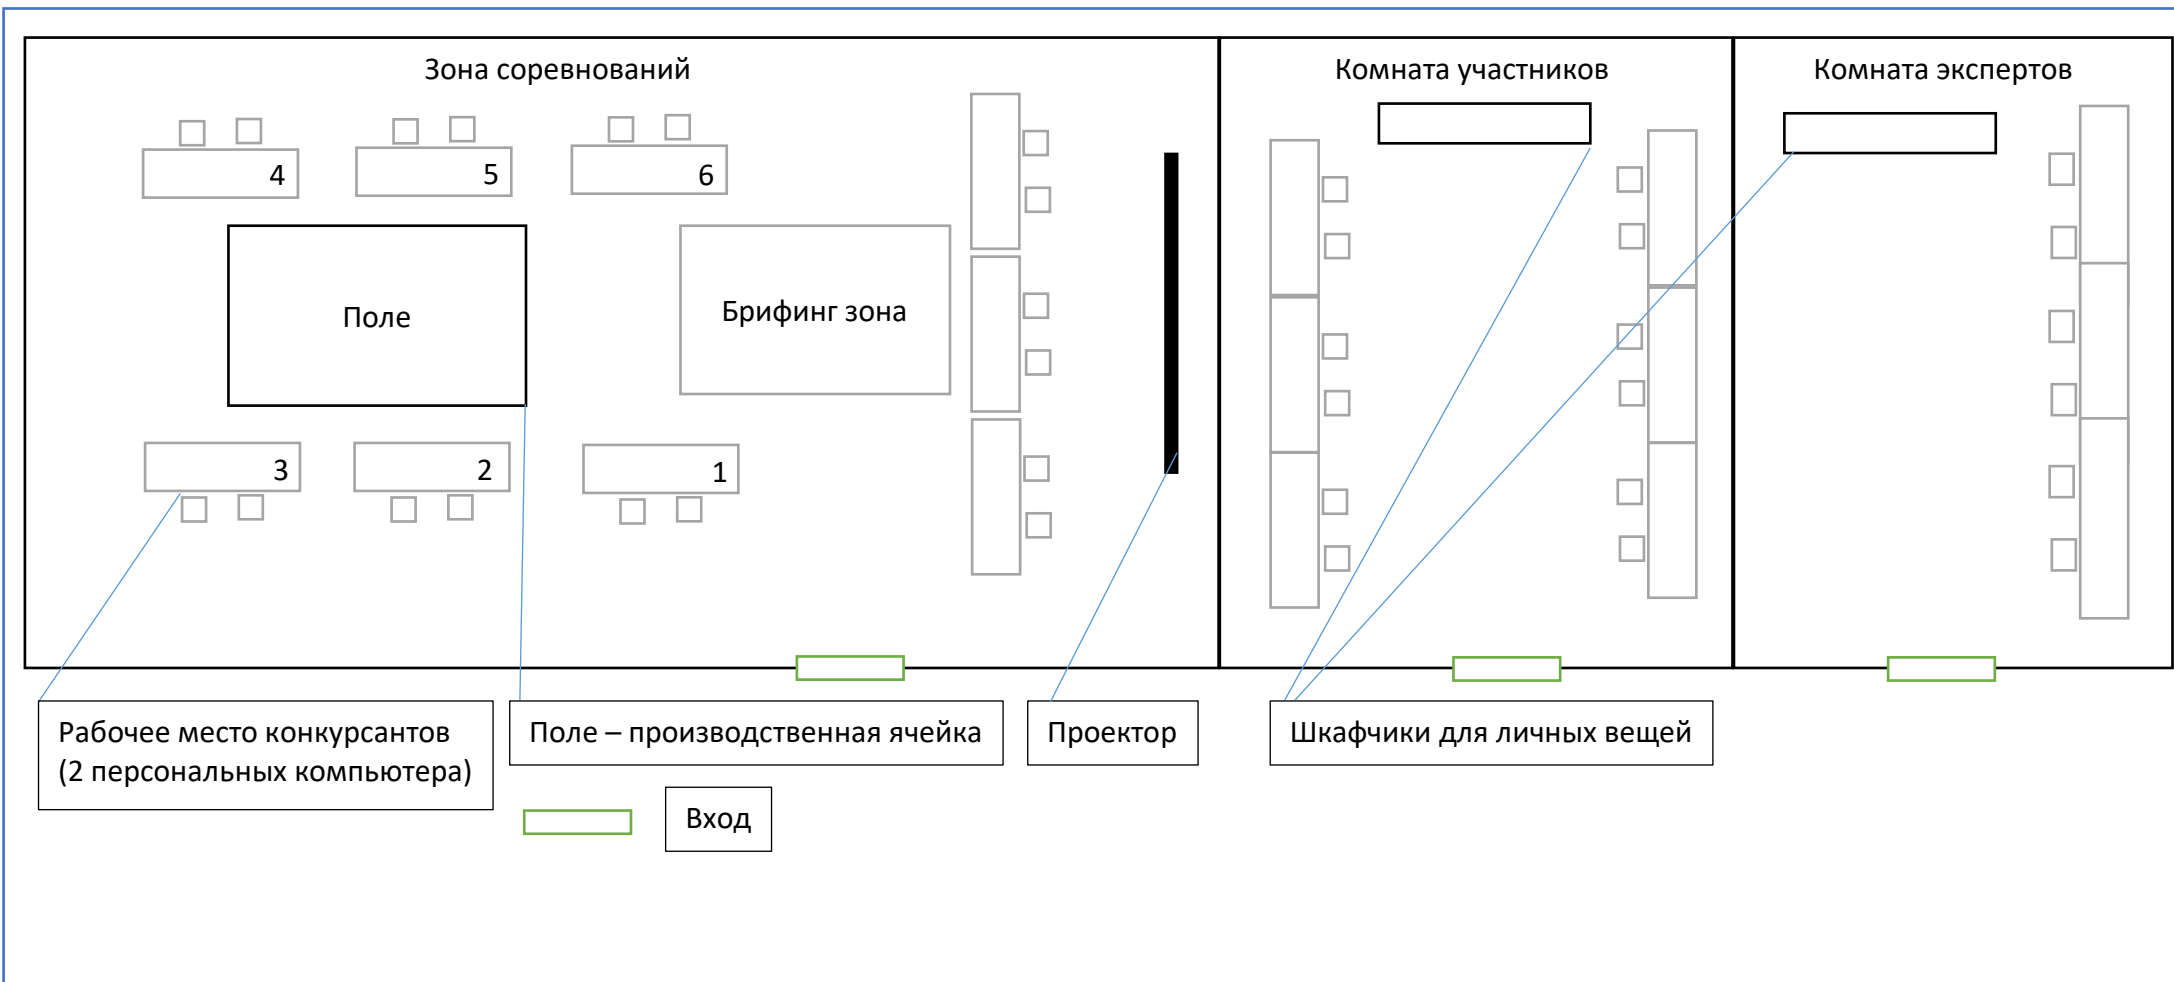 Зона соревнований
Комната участников
Комната экспертов
4
5
6
Поле
Брифинг зона
3
2
1
Рабочее место конкурсантов
(2 персональных компьютера)
Поле – производственная ячейка
Проектор
Шкафчики для личных вещей
Вход